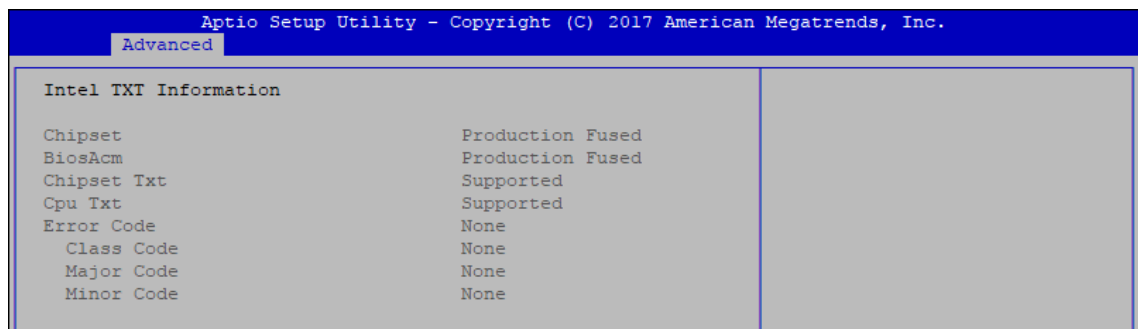 Aptio Setup Utility - Copyright (C) 2017 American Megatrends, Inc.
Advanced
Intel TXT Information
Chipset Production Fused
BiosAcm Production Fused
Chipset Txt Supported
Cpu Txt Supported
Error Code None
Class Code None
Major Code None
Minor Code None